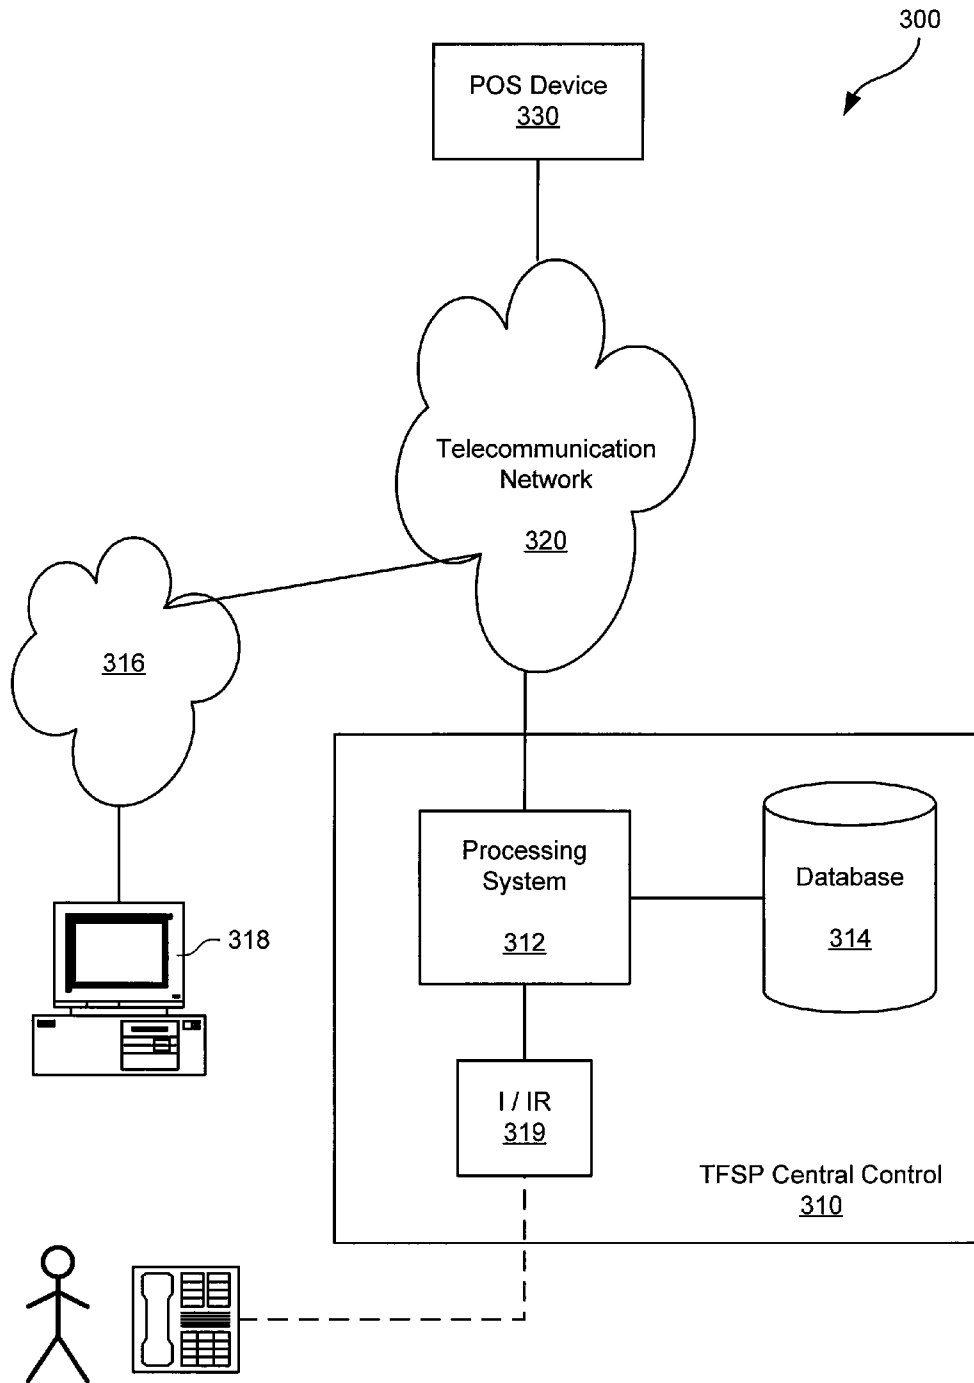 300
POS Device
330
Telecommunication
Network
320
316
318
Processing
System
312
Database
314
I / IR
319
TFSP Central Control
310